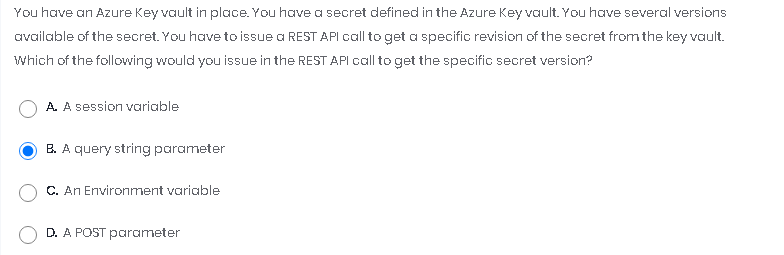 You have an Azure Key vault in place. You have a secret defined in the Azure Key vault. You have several versions
available of the secret. You have to issue a REST API call to get a specific revision of the secret from the key vault.
Which of the following would you issue in the REST API call to get the specific secret version?
A. A session variable
B. A query string parameter
C. An Environment variable
D. A POST parameter